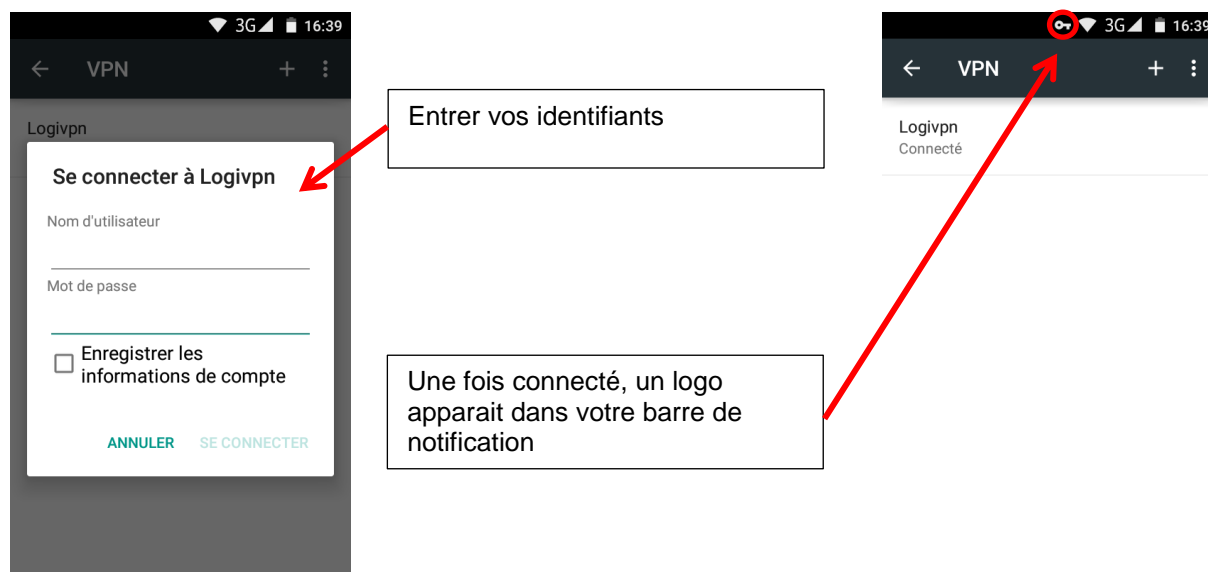 3G 16:39
VPN
Logivpn
Se connecter à Logivpn
Nom d'utilisateur
Mot de passe
Enregistrer les
informations de compte
ANNULER SE CONNECTER
Entrer vos identifiants
Une fois connecté, un logo
apparait dans votre barre de
notification
3G 16:39
VPN
Logivpn
Connecté